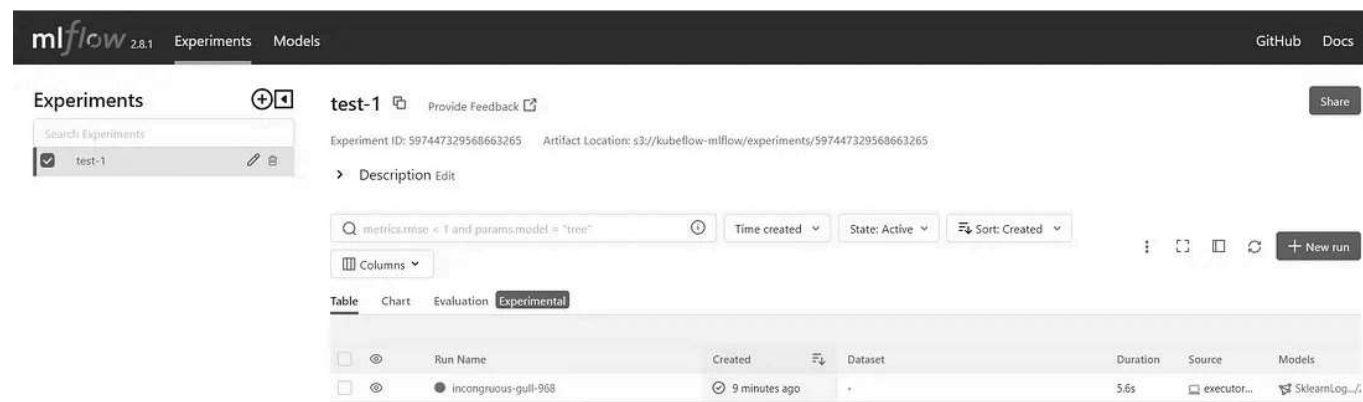 mlflow 2.8.1 Experiments Models GitHub Docs
Experiments
Search Experiments
test-1
test-1 Provide Feedback
Share
Experiment ID: 597447329568663265 Artifact Location: s3://kubeflow-mlflow/experiments/597447329568663265
Description Edit
metrics.rmse < 1 and params.model = "tree" Time created State: Active Sort: Created
Columns
+ New run
Table Chart Evaluation Experimental
Run Name Created Dataset Duration Source Models
incongruous-gull-968 9 minutes ago - 5.6s executor... SklearnLog.../